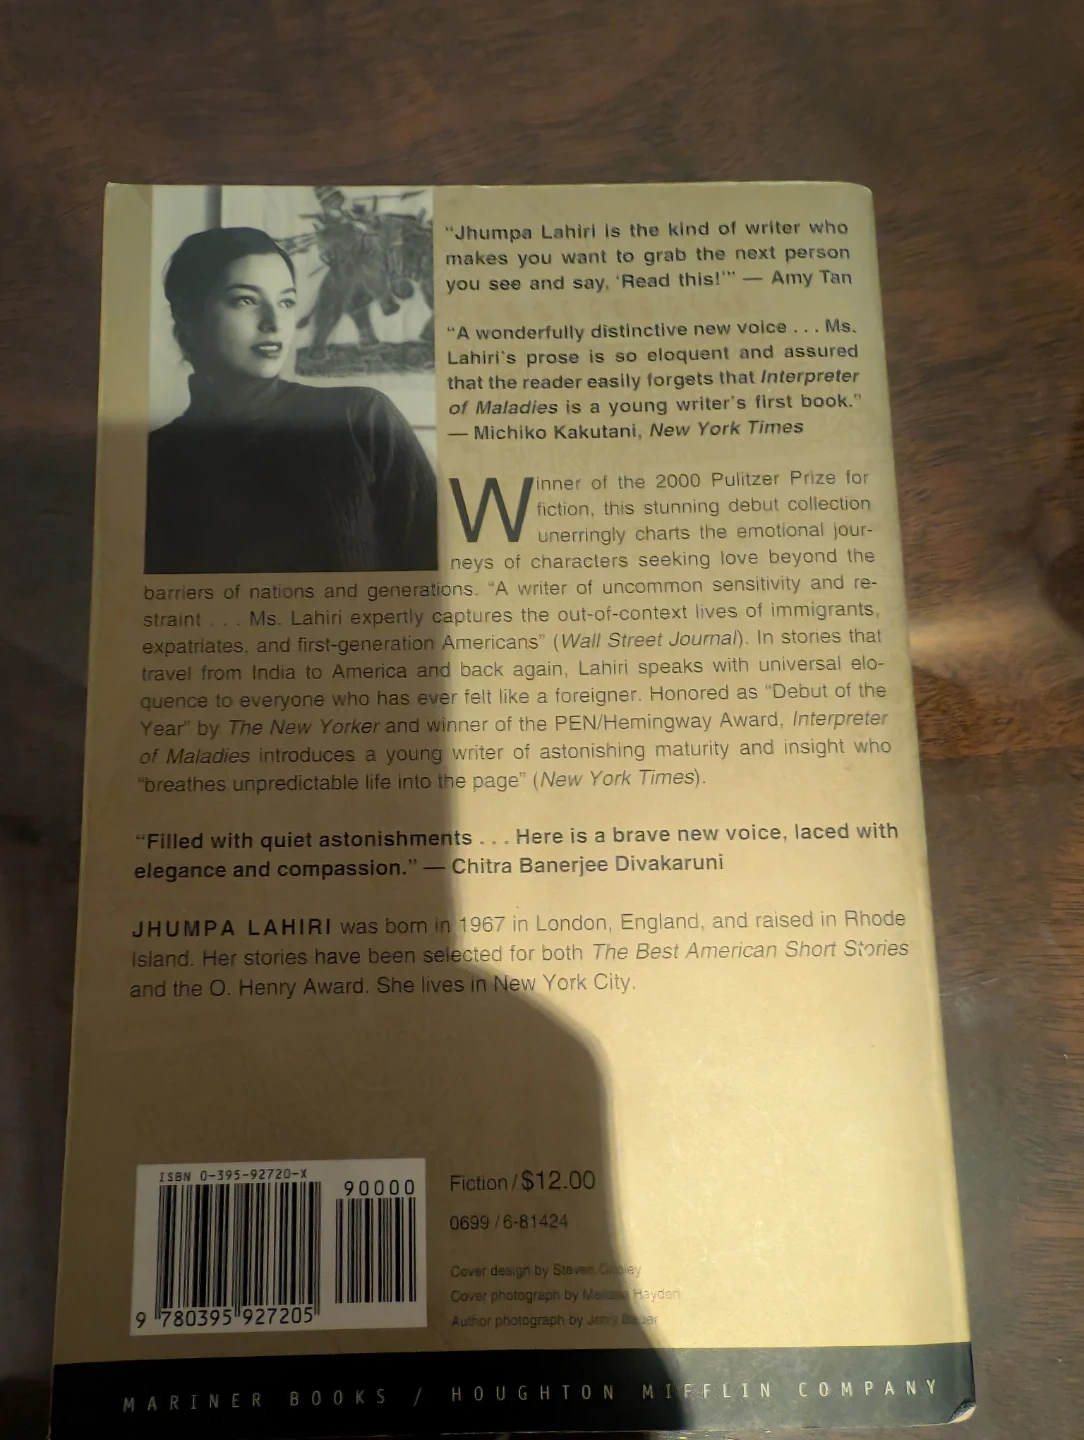 “Jhumpa Lahiri is the kind of writer who
makes you want to grab the next person
you see and say, ‘Read this!’” — Amy Tan
“A wonderfully distinctive new voice . . . Ms.
Lahiri’s prose is so eloquent and assured
that the reader easily forgets that Interpreter
of Maladies is a young writer’s first book.”
— Michiko Kakutani, New York Times
Winner of the 2000 Pulitzer Prize for
fiction, this stunning debut collection
unerringly charts the emotional jour-
neys of characters seeking love beyond the
barriers of nations and generations. “A writer of uncommon sensitivity and re-
straint . . . Ms. Lahiri expertly captures the out-of-context lives of immigrants,
expatriates, and first-generation Americans” (Wall Street Journal). In stories that
travel from India to America and back again, Lahiri speaks with universal elo-
quence to everyone who has ever felt like a foreigner. Honored as “Debut of the
Year” by The New Yorker and winner of the PEN/Hemingway Award, Interpreter
of Maladies introduces a young writer of astonishing maturity and insight who
“breathes unpredictable life into the page” (New York Times).
“Filled with quiet astonishments . . . Here is a brave new voice, laced with
elegance and compassion.” — Chitra Banerjee Divakaruni
JHUMPA LAHIRI was born in 1967 in London, England, and raised in Rhode
Island. Her stories have been selected for both The Best American Short Stories
and the O. Henry Award. She lives in New York City.
ISBN 0-395-92720-X
90000
9 780395 927205
Fiction / $12.00
0699 / 6-81424
Cover design by Steven
Cover photograph by Hayden
Author photograph by Jerry
MARINER BOOKS / HOUGHTON MIFFLIN COMPANY